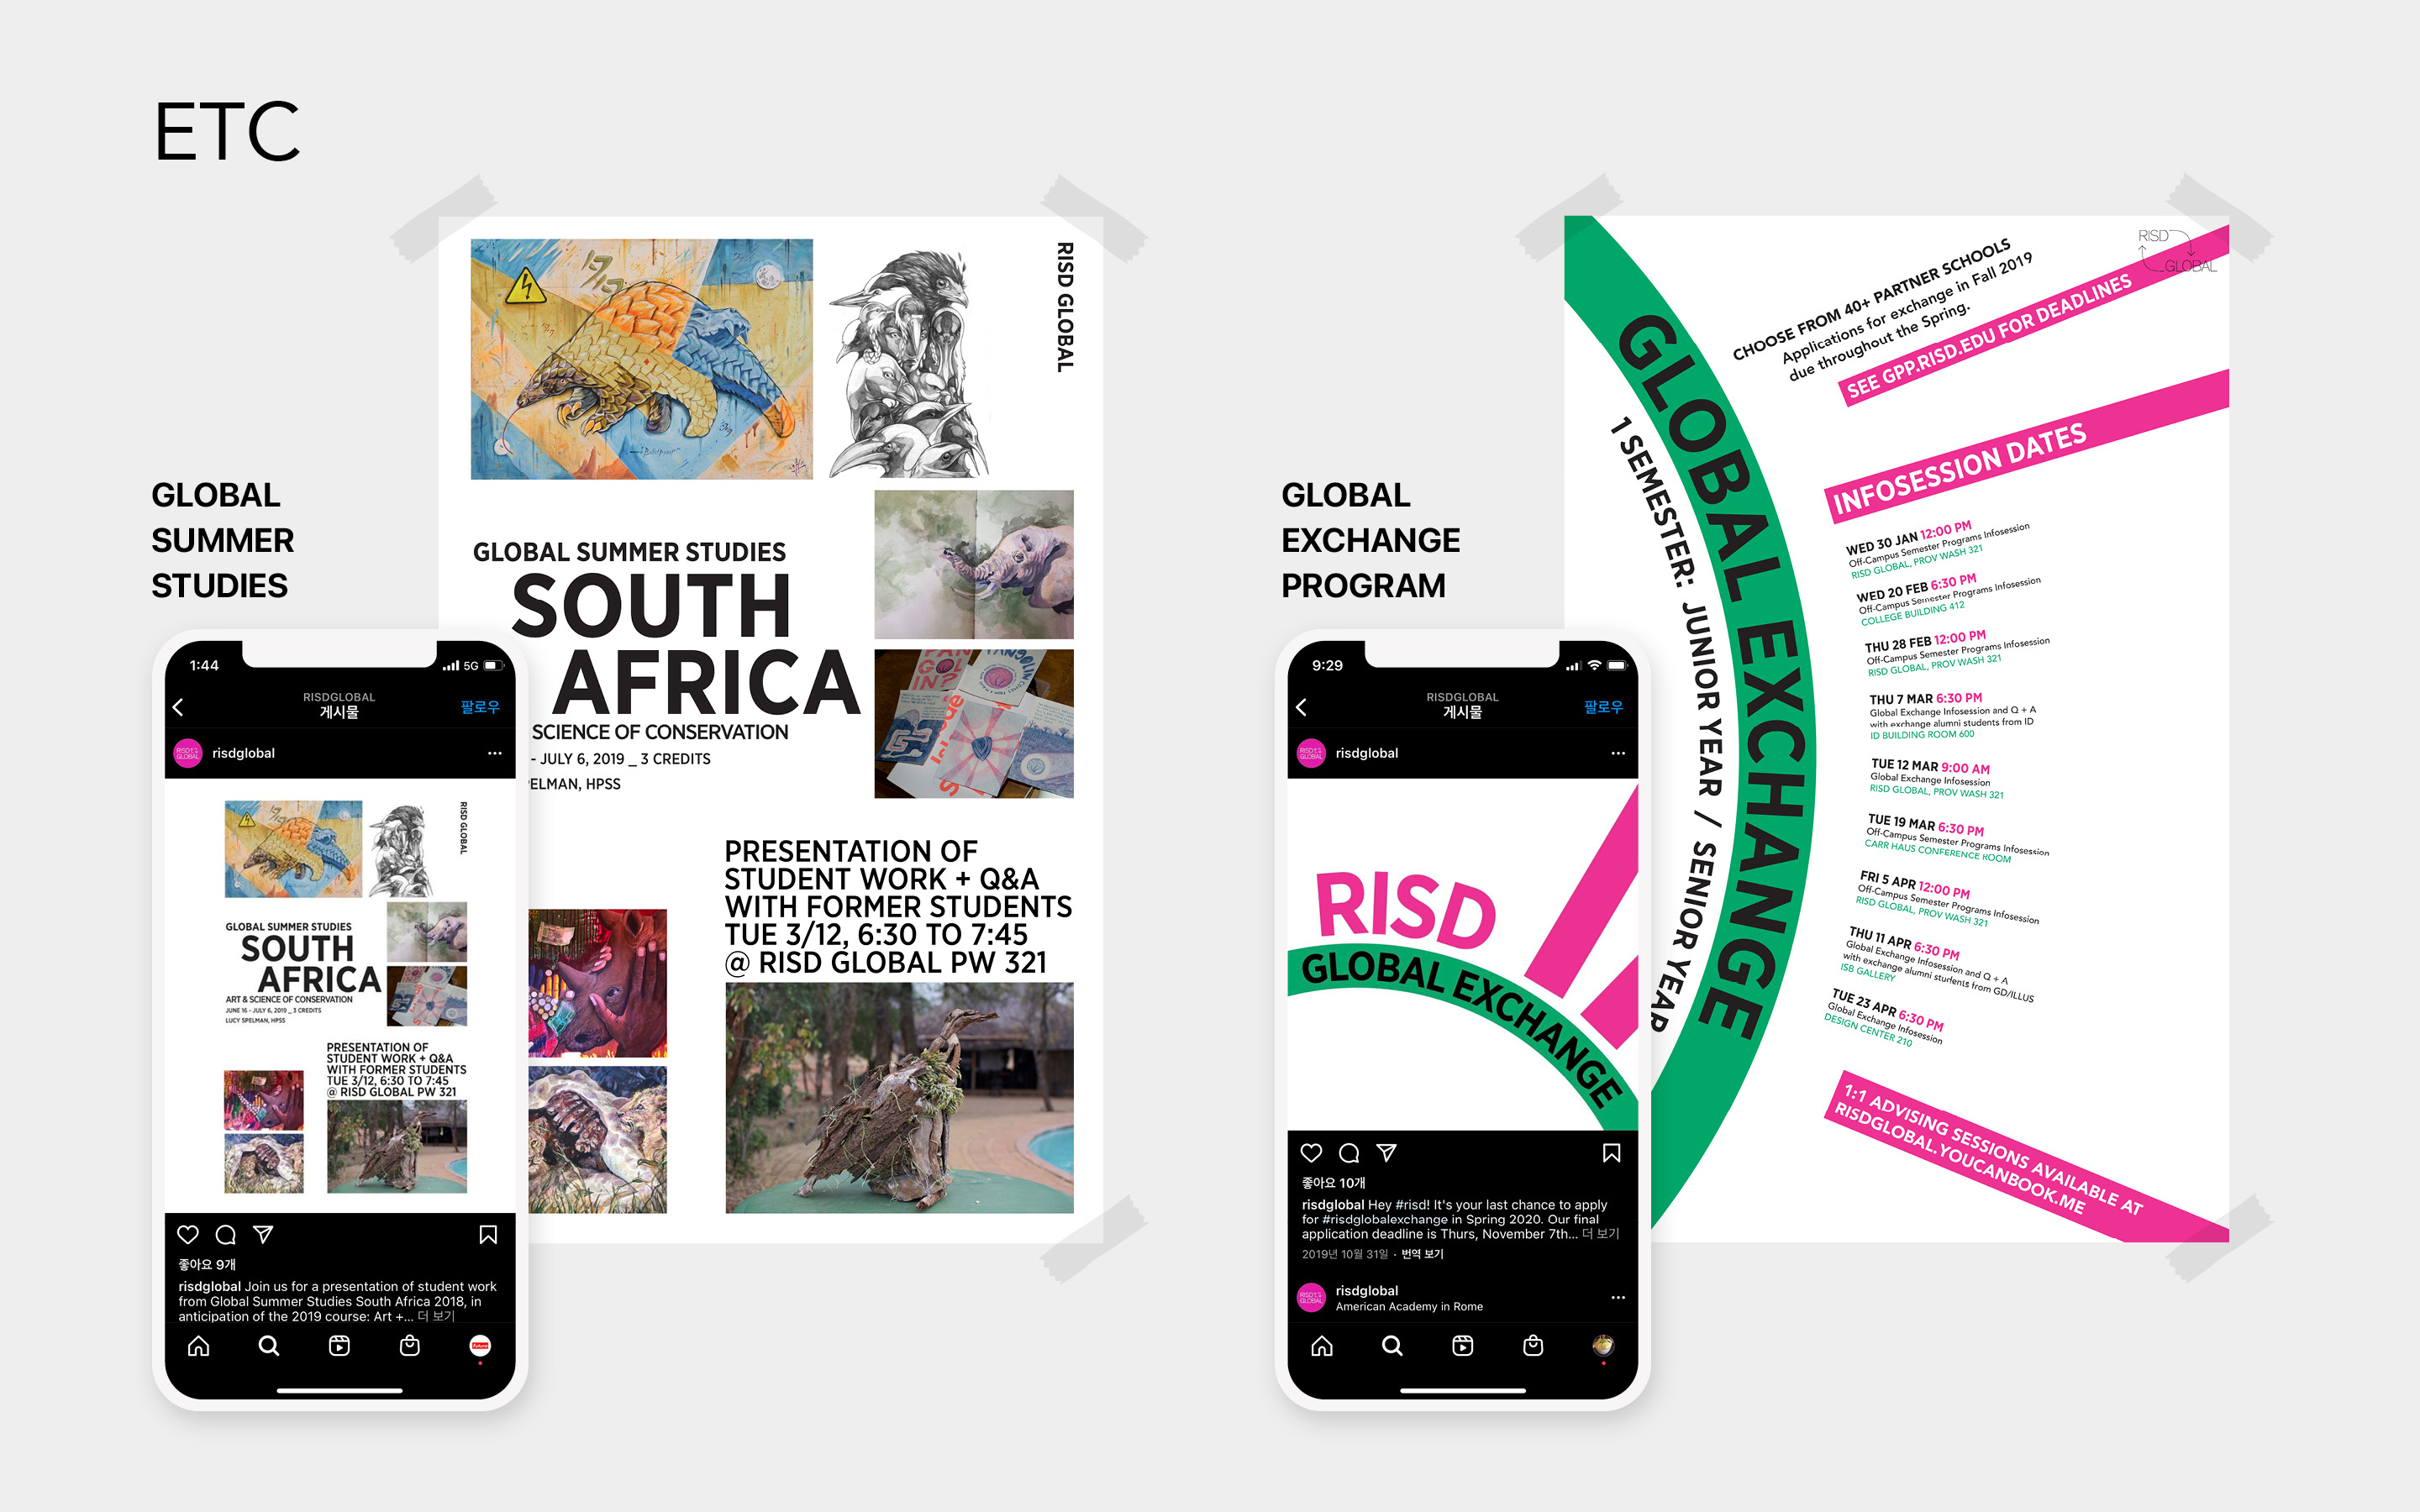 ETC
GLOBAL
SUMMER
STUDIES
RISD GLOBAL
GLOBAL SUMMER STUDIES
SOUTH
AFRICA
SCIENCE OF CONSERVATION
- JULY 6, 2019 _ 3 CREDITS
ELMAN, HPSS
PRESENTATION OF
STUDENT WORK + Q&A
WITH FORMER STUDENTS
TUE 3/12, 6:30 TO 7:45
@ RISD GLOBAL PW 321
1:44
5G
RISDGLOBAL
게시물
팔로우
risdglobal
RISD GLOBAL
GLOBAL SUMMER STUDIES
SOUTH
AFRICA
ART & SCIENCE OF CONSERVATION
JUNE 16 - JULY 6, 2019 _ 3 CREDITS
LUCY SPELMAN, HPSS
PRESENTATION OF
STUDENT WORK + Q&A
WITH FORMER STUDENTS
TUE 3/12, 6:30 TO 7:45
@ RISD GLOBAL PW 321
좋아요 9개
risdglobal Join us for a presentation of student work
from Global Summer Studies South Africa 2018, in
anticipation of the 2019 course: Art +... 더 보기
GLOBAL
EXCHANGE
PROGRAM
RISD
GLOBAL
CHOOSE FROM 40+ PARTNER SCHOOLS
Applications for exchange in Fall 2019
due throughout the Spring.
SEE GPP.RISD.EDU FOR DEADLINES
GLOBAL EXCHANGE
1 SEMESTER: JUNIOR YEAR / SENIOR YEAR
INFOSESSION DATES
WED 30 JAN 12:00 PM
Off-Campus Semester Programs Infosession
RISD GLOBAL, PROV WASH 321
WED 20 FEB 6:30 PM
Off-Campus Semester Programs Infosession
COLLEGE BUILDING 412
THU 28 FEB 12:00 PM
Off-Campus Semester Programs Infosession
RISD GLOBAL, PROV WASH 321
THU 7 MAR 6:30 PM
Global Exchange Infosession and Q + A
with exchange alumni students from ID
ID BUILDING ROOM 600
TUE 12 MAR 9:00 AM
Global Exchange Infosession
RISD GLOBAL, PROV WASH 321
TUE 19 MAR 6:30 PM
Off-Campus Semester Programs Infosession
CARR HAUS CONFERENCE ROOM
FRI 5 APR 12:00 PM
Off-Campus Semester Programs Infosession
RISD GLOBAL, PROV WASH 321
THU 11 APR 6:30 PM
Global Exchange Infosession and Q + A
with exchange alumni students from GD/ILLUS
ISB GALLERY
TUE 23 APR 6:30 PM
Global Exchange Infosession
DESIGN CENTER 210
1:1 ADVISING SESSIONS AVAILABLE AT
RISDGLOBAL.YOUCANBOOK.ME
9:29
RISDGLOBAL
게시물
팔로우
risdglobal
RISD
GLOBAL EXCHANGE
좋아요 10개
risdglobal Hey #risd! It's your last chance to apply
for #risdglobalexchange in Spring 2020. Our final
application deadline is Thurs, November 7th... 더 보기
2019년 10월 31일 · 번역 보기
risdglobal
American Academy in Rome